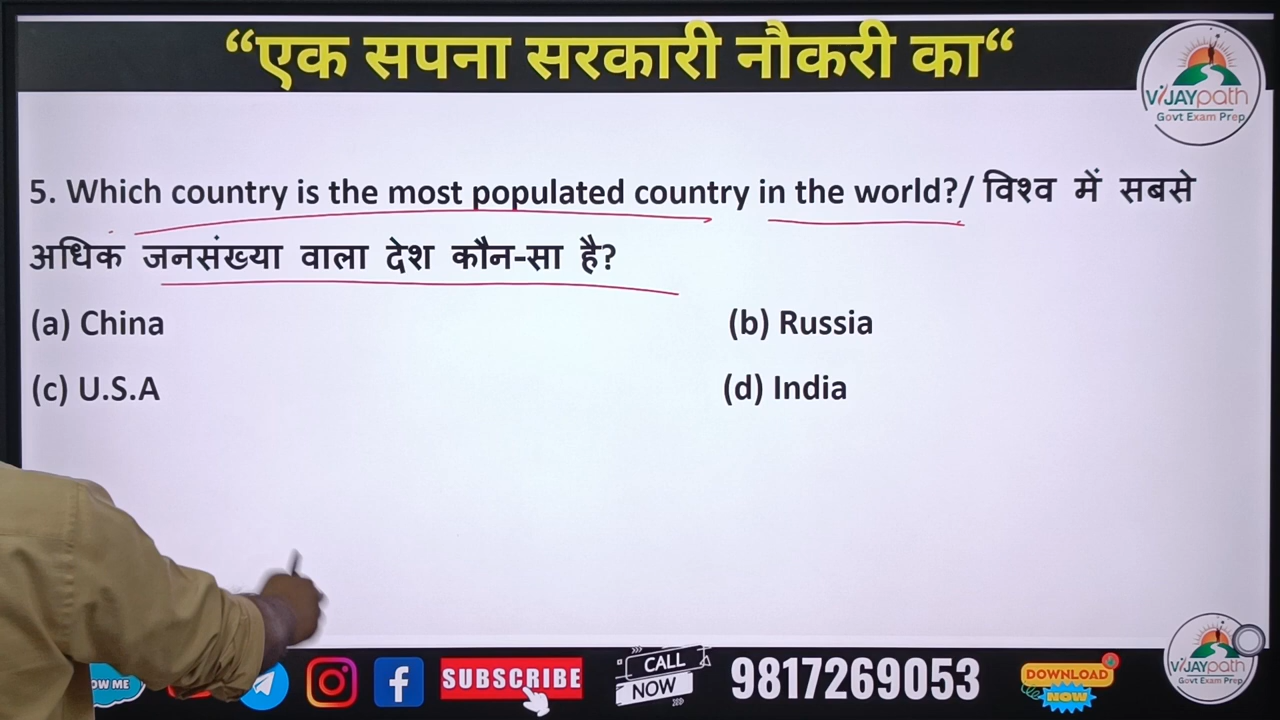 “एक सपना सरकारी नौकरी का“
VIJAYpath
Govt Exam Prep
5. Which country is the most populated country in the world?/ विश्व में सबसे
अधिक जनसंख्या वाला देश कौन-सा है?
(a) China
(b) Russia
(c) U.S.A
(d) India
ME
SUBSCRIBE
CALL
NOW
9817269053
DOWNLOAD
NOW
VIJAYpath
Govt Exam Prep